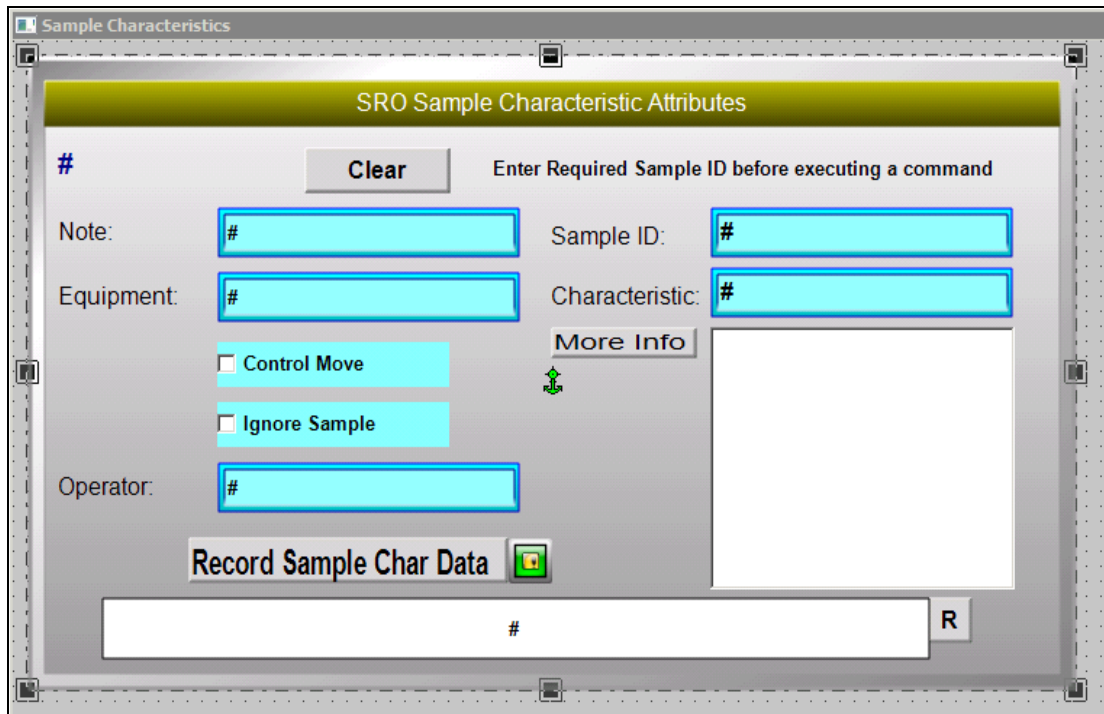 Sample Characteristics
SRO Sample Characteristic Attributes
#
Clear
Enter Required Sample ID before executing a command
Note:
#
Sample ID:
#
Equipment:
#
Characteristic:
#
More Info
Control Move
Ignore Sample
Operator:
#
Record Sample Char Data
#
R